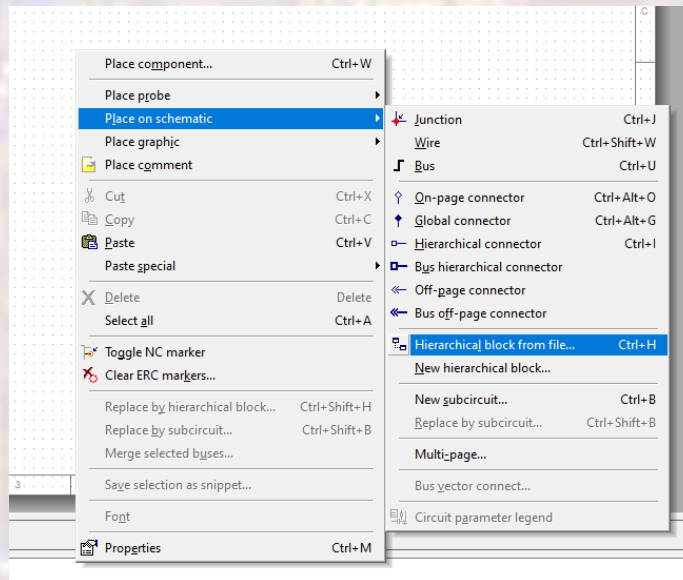 C
Place component... Ctrl+W
Place probe
Place on schematic
Place graphic
Place comment
Cut Ctrl+X
Copy Ctrl+C
Paste Ctrl+V
Paste special
Delete Delete
Select all Ctrl+A
Toggle NC marker
Clear ERC markers...
Replace by hierarchical block... Ctrl+Shift+H
Replace by subcircuit... Ctrl+Shift+B
Merge selected buses...
Save selection as snippet...
Font
Properties Ctrl+M
Junction Ctrl+J
Wire Ctrl+Shift+W
Bus Ctrl+U
On-page connector Ctrl+Alt+O
Global connector Ctrl+Alt+G
Hierarchical connector Ctrl+I
Bus hierarchical connector
Off-page connector
Bus off-page connector
Hierarchical block from file... Ctrl+H
New hierarchical block...
New subcircuit... Ctrl+B
Replace by subcircuit... Ctrl+Shift+B
Multi-page...
Bus vector connect...
Circuit parameter legend
3